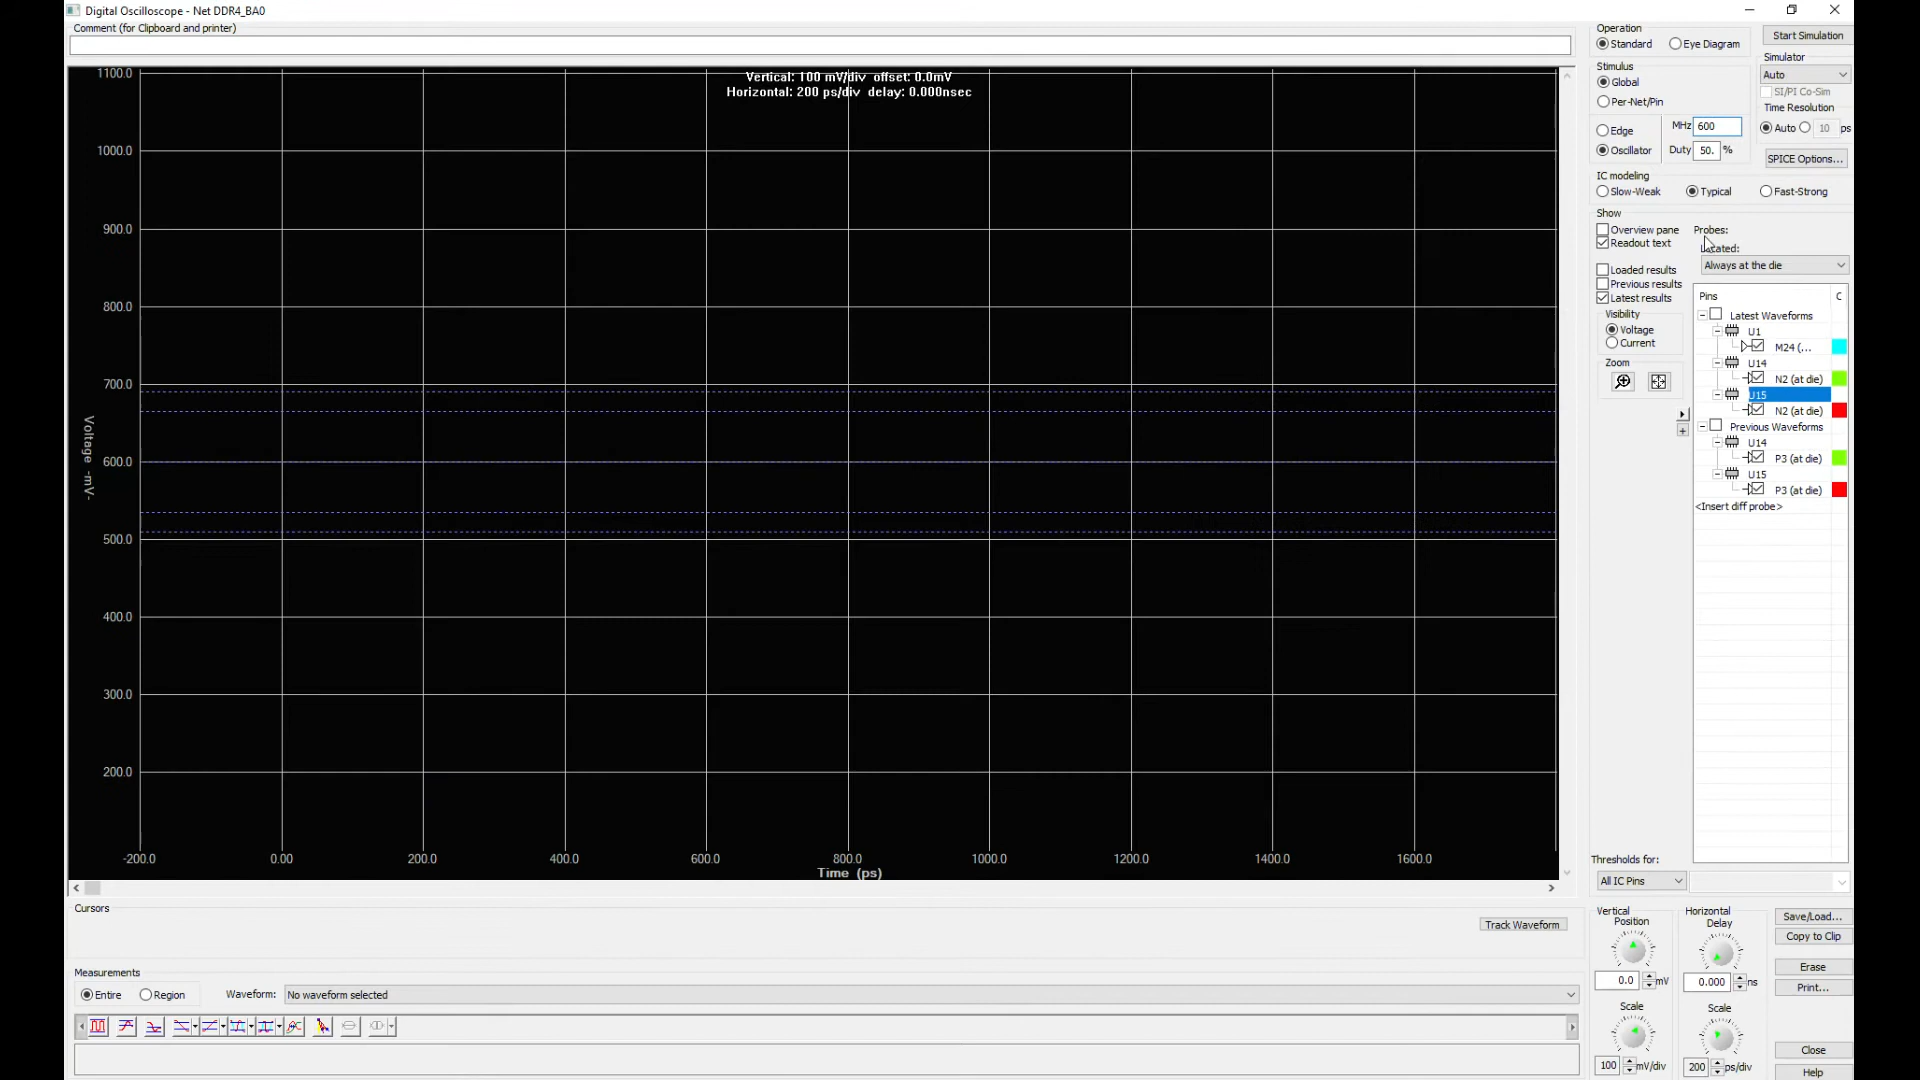 Digital Oscilloscope - Net DDR4_BA0
Comment (for Clipboard and printer)
Vertical: 100 mV/div offset: 0.0mV
Horizontal: 200 ps/div delay: 0.000nsec
1100.0
1000.0
900.0
800.0
700.0
600.0
500.0
400.0
300.0
200.0
Voltage -mV-
-200.0 0.00 200.0 400.0 600.0 800.0 1000.0 1200.0 1400.0 1600.0
Time (ps)
Operation
Standard Eye Diagram
Start Simulation
Stimulus
Global
Per-Net/Pin
Edge
Oscillator
MHz 600
Duty 50. %
Simulator
Auto
SI/PI Co-Sim
Time Resolution
Auto 10 ps
SPICE Options...
IC modeling
Slow-Weak Typical Fast-Strong
Show
Overview pane
Readout text
Loaded results
Previous results
Latest results
Visibility
Voltage
Current
Zoom
Probes:
Located:
Always at the die
Pins C
Latest Waveforms
U1
M24 (...
U14
N2 (at die)
U15
N2 (at die)
Previous Waveforms
U14
P3 (at die)
U15
P3 (at die)
<Insert diff probe>
Thresholds for:
All IC Pins
Cursors
Track Waveform
Measurements
Entire Region Waveform: No waveform selected
Vertical
Position
0.0 mV
Scale
100 mV/div
Horizontal
Delay
0.000 ns
Scale
200 ps/div
Save/Load...
Copy to Clip
Erase
Print...
Close
Help